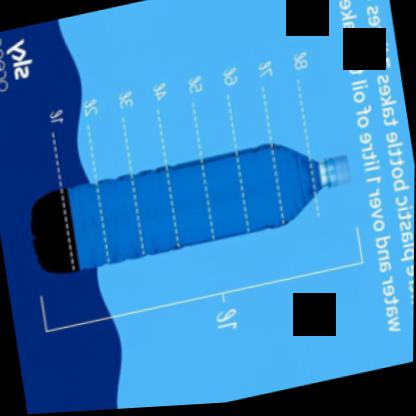 plastic bottle takes
water and over 1 litre of oil
1ℓ
2ℓ
3ℓ
4ℓ
5ℓ
6ℓ
7ℓ
8ℓ
1ℓ
sky